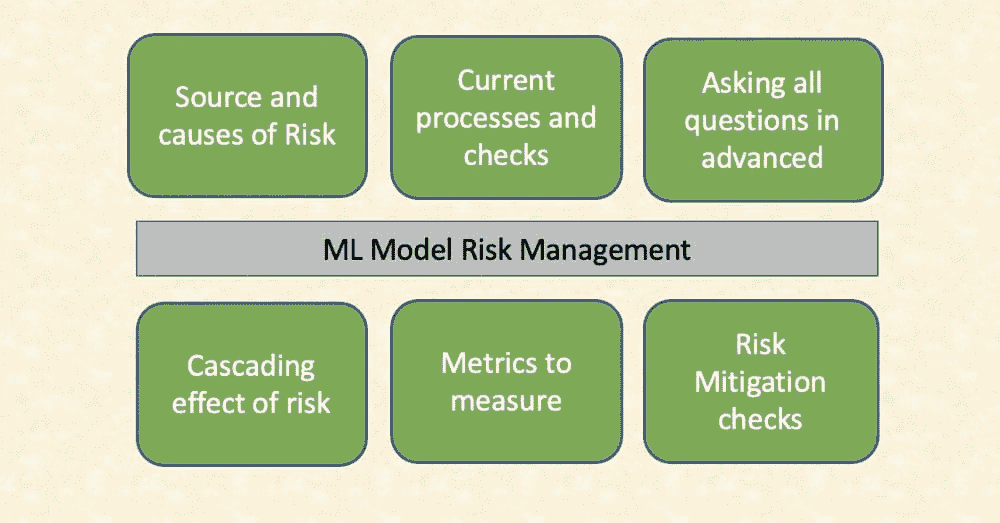 Source and
causes of Risk
Current
processes and
checks
Asking all
questions in
advanced
ML Model Risk Management
Cascading
effect of risk
Metrics to
measure
Risk
Mitigation
checks